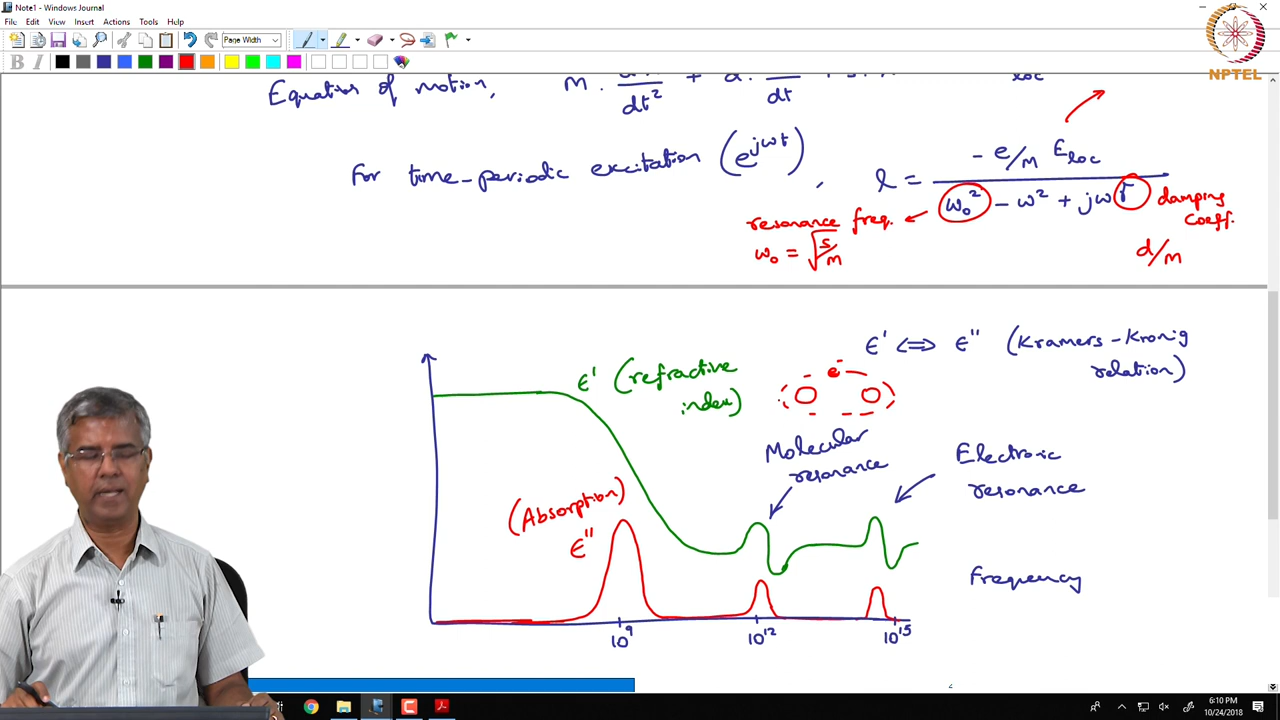 Note1 - Windows Journal
File Edit View Insert Actions Tools Help
Page Width
B I
NPTEL
Equation of motion, M . dt² + d . dt loc
For time-periodic excitation (e^jωt), l = -e/M E_loc / ω₀² - ω² + jωΓ
damping
coeff.
d/M
resonance freq.
ω₀ = √s/M
ϵ' <=> ϵ'' (Kramers-Kronig
relation)
ϵ' (refractive
index)
e⁻
Molecular
resonance
Electronic
resonance
(Absorption)
ϵ''
Frequency
10⁹ 10¹² 10¹⁵
2
6:10 PM
10/24/2018